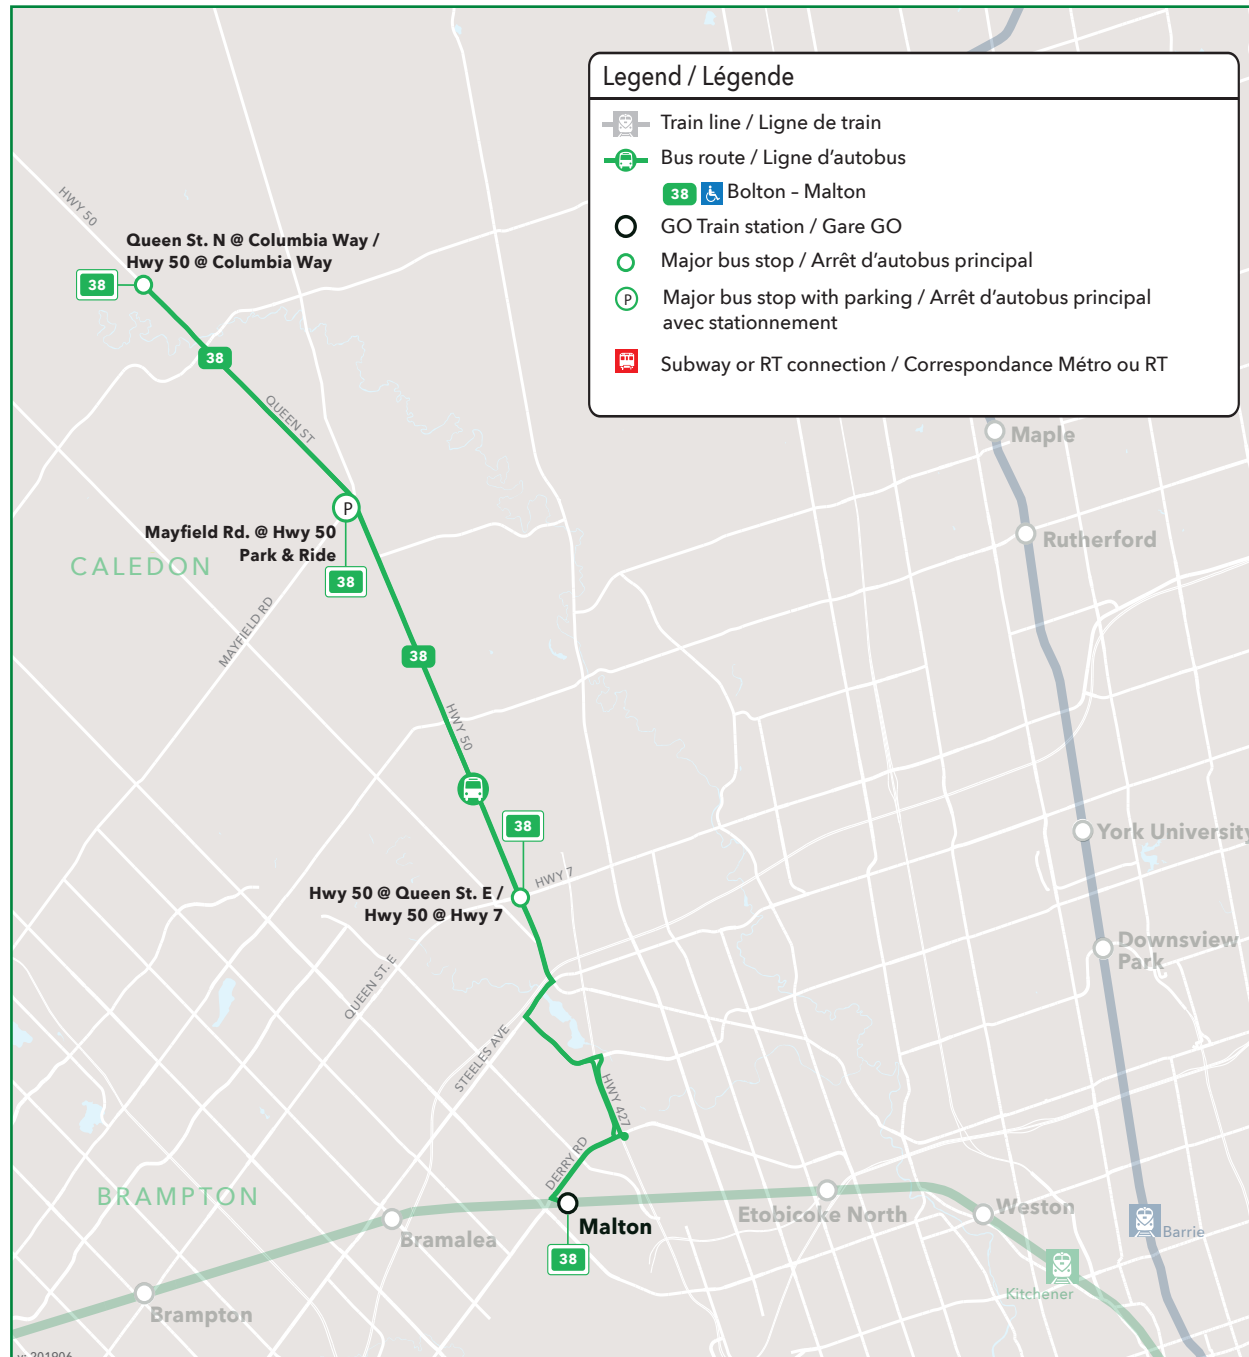 Legend / Légende
Train line / Ligne de train
Bus route / Ligne d'autobus
38 Bolton – Malton
GO Train station / Gare GO
Major bus stop / Arrêt d'autobus principal
P Major bus stop with parking / Arrêt d'autobus principal
avec stationnement
Subway or RT connection / Correspondance Métro ou RT
HWY 50
Queen St. N @ Columbia Way /
Hwy 50 @ Columbia Way
38
38
QUEEN ST
Maple
P
Mayfield Rd. @ Hwy 50
Park & Ride
Rutherford
CALEDON
38
MAYFIELD RD
38
HWY 50
38
York University
HWY 7
Hwy 50 @ Queen St. E /
Hwy 50 @ Hwy 7
Downsview
Park
QUEEN ST. E
STEELES AVE
HWY 427
DERRY RD
BRAMPTON
Malton
Etobicoke North
Weston
Barrie
Bramalea
38
Kitchener
Brampton